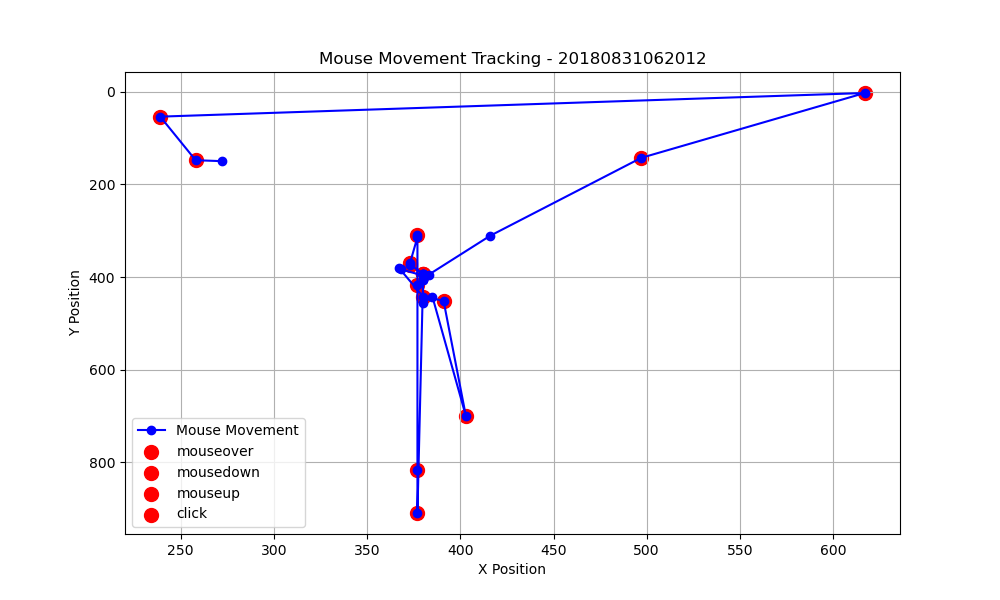 Mouse Movement Tracking - 20180831062012
0
200
400
600
800
Y Position
Mouse Movement
mouseover
mousedown
mouseup
click
250
300
350
400
450
500
550
600
X Position